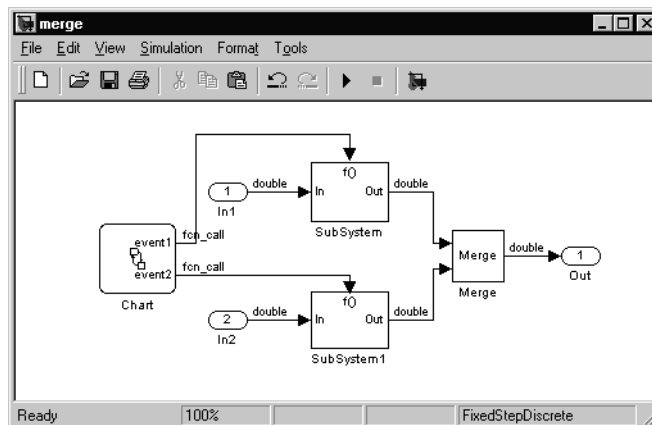 merge
File Edit View Simulation Format Tools
f()
1 double In Out double
In1
SubSystem
event1 fcn_call
event2 fcn_call
Chart
Merge double 1
Merge
Out
f()
2 double In Out double
In2
SubSystem1
Ready 100% FixedStepDiscrete